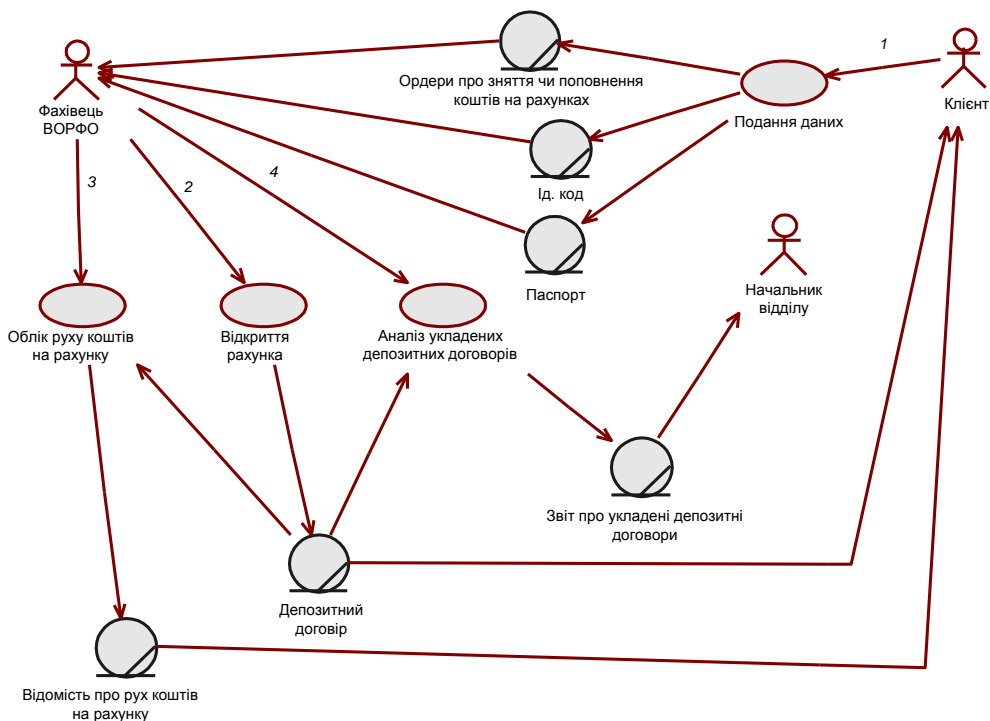 1
Ордери про зняття чи поповнення
коштів на рахунках
Фахівець
ВОРФО
Клієнт
Подання даних
3
2
4
Ід. код
Паспорт
Начальник
відділу
Облік руху коштів
на рахунку
Відкриття
рахунка
Аналіз укладених
депозитних договорів
Звіт про укладені депозитні
договори
Депозитний
договір
Відомість про рух коштів
на рахунку